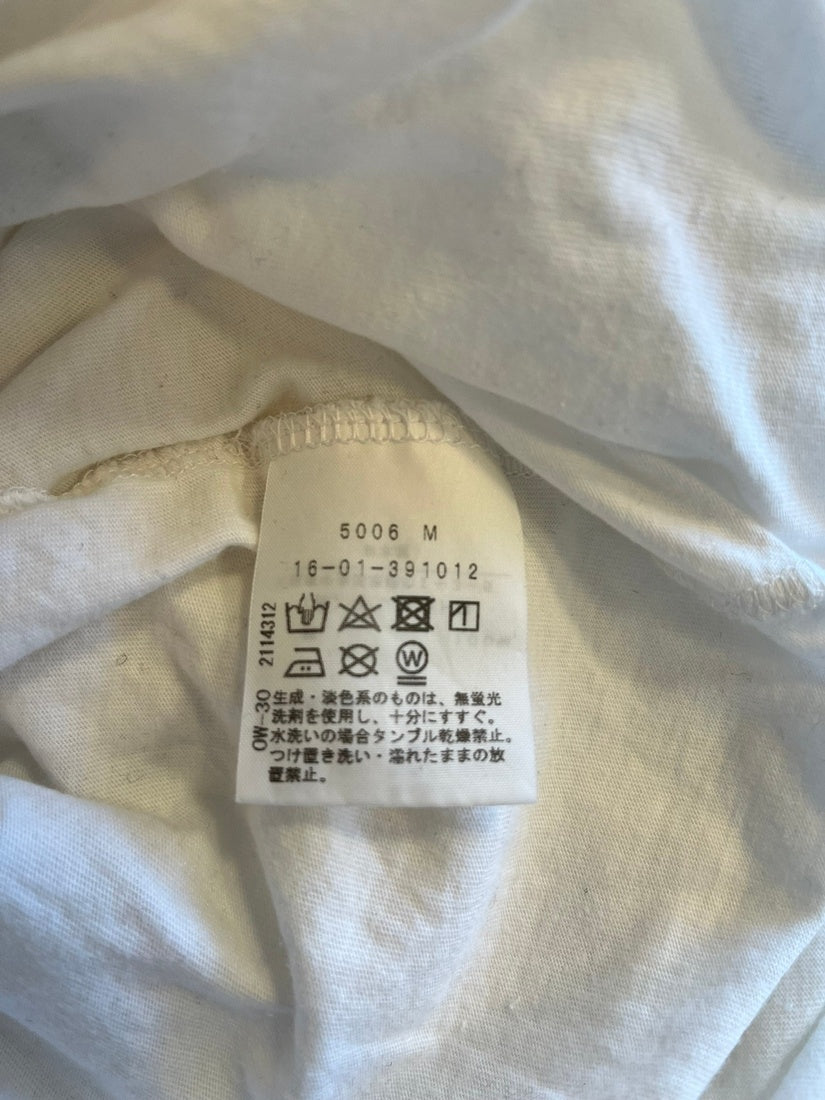 5006 M
16-01-391012
2114312
W
OW-30
生成・淡色系のものは、無蛍光
洗剤を使用し、十分にすすぐ。
水洗いの場合タンブル乾燥禁止。
つけ置き洗い・濡れたままの放
置禁止。